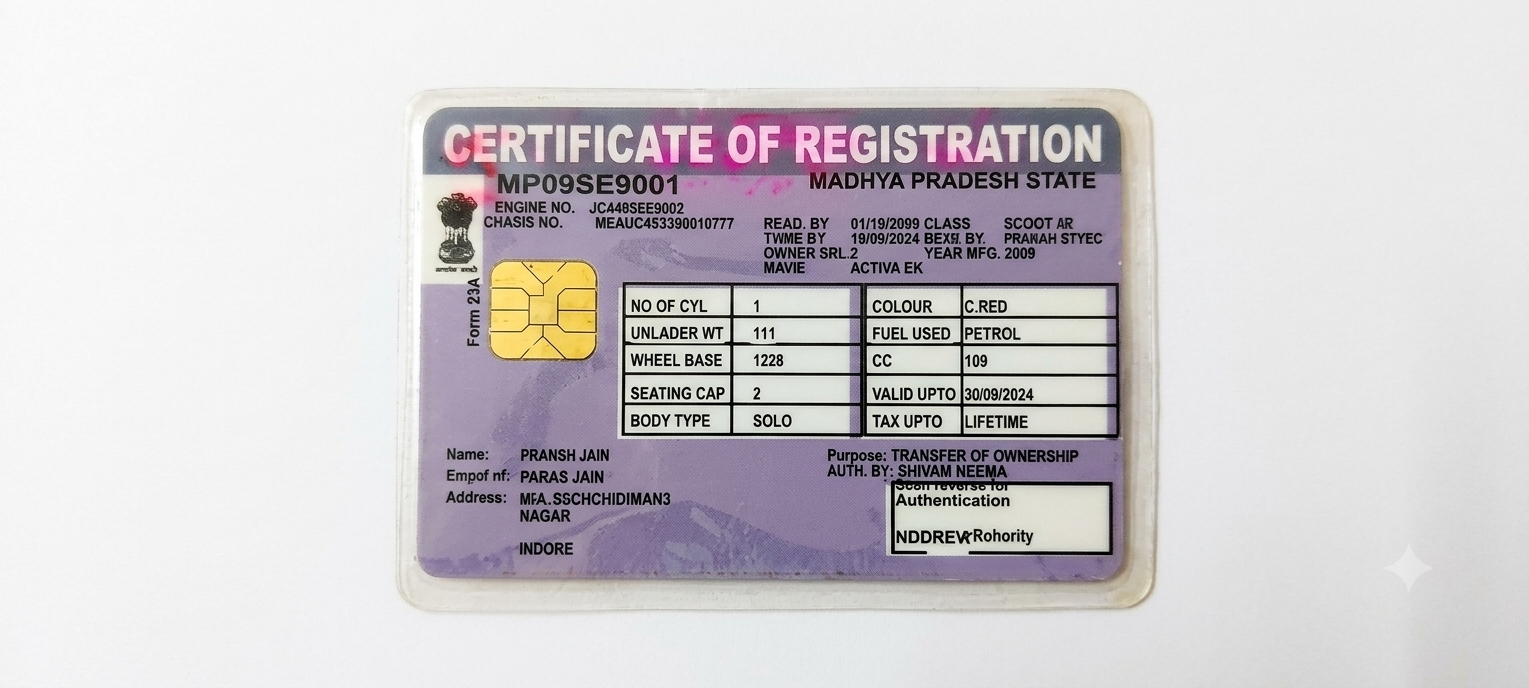 CERTIFICATE OF REGISTRATION
MP09SE9001
MADHYA PRADESH STATE
ENGINE NO. JC448SEE9002
CHASIS NO. MEAUC453390010777
READ. BY 01/19/2099 CLASS SCOOT AR
TWME BY 19/09/2024 BY. PRANAH STYEC
OWNER SRL.2 YEAR MFG. 2009
MAVIE ACTIVA EK
Form 23A
NO OF CYL 1 COLOUR C.RED
UNLADER WT 111 FUEL USED PETROL
WHEEL BASE 1228 CC 109
SEATING CAP 2 VALID UPTO 30/09/2024
BODY TYPE SOLO TAX UPTO LIFETIME
Name: PRANSH JAIN
Empof nf: PARAS JAIN
Address: MFA.SSCHCHIDIMAN3
NAGAR
INDORE
Purpose: TRANSFER OF OWNERSHIP
AUTH. BY: SHIVAM NEEMA
Scan reverse for
Authentication
Rohority